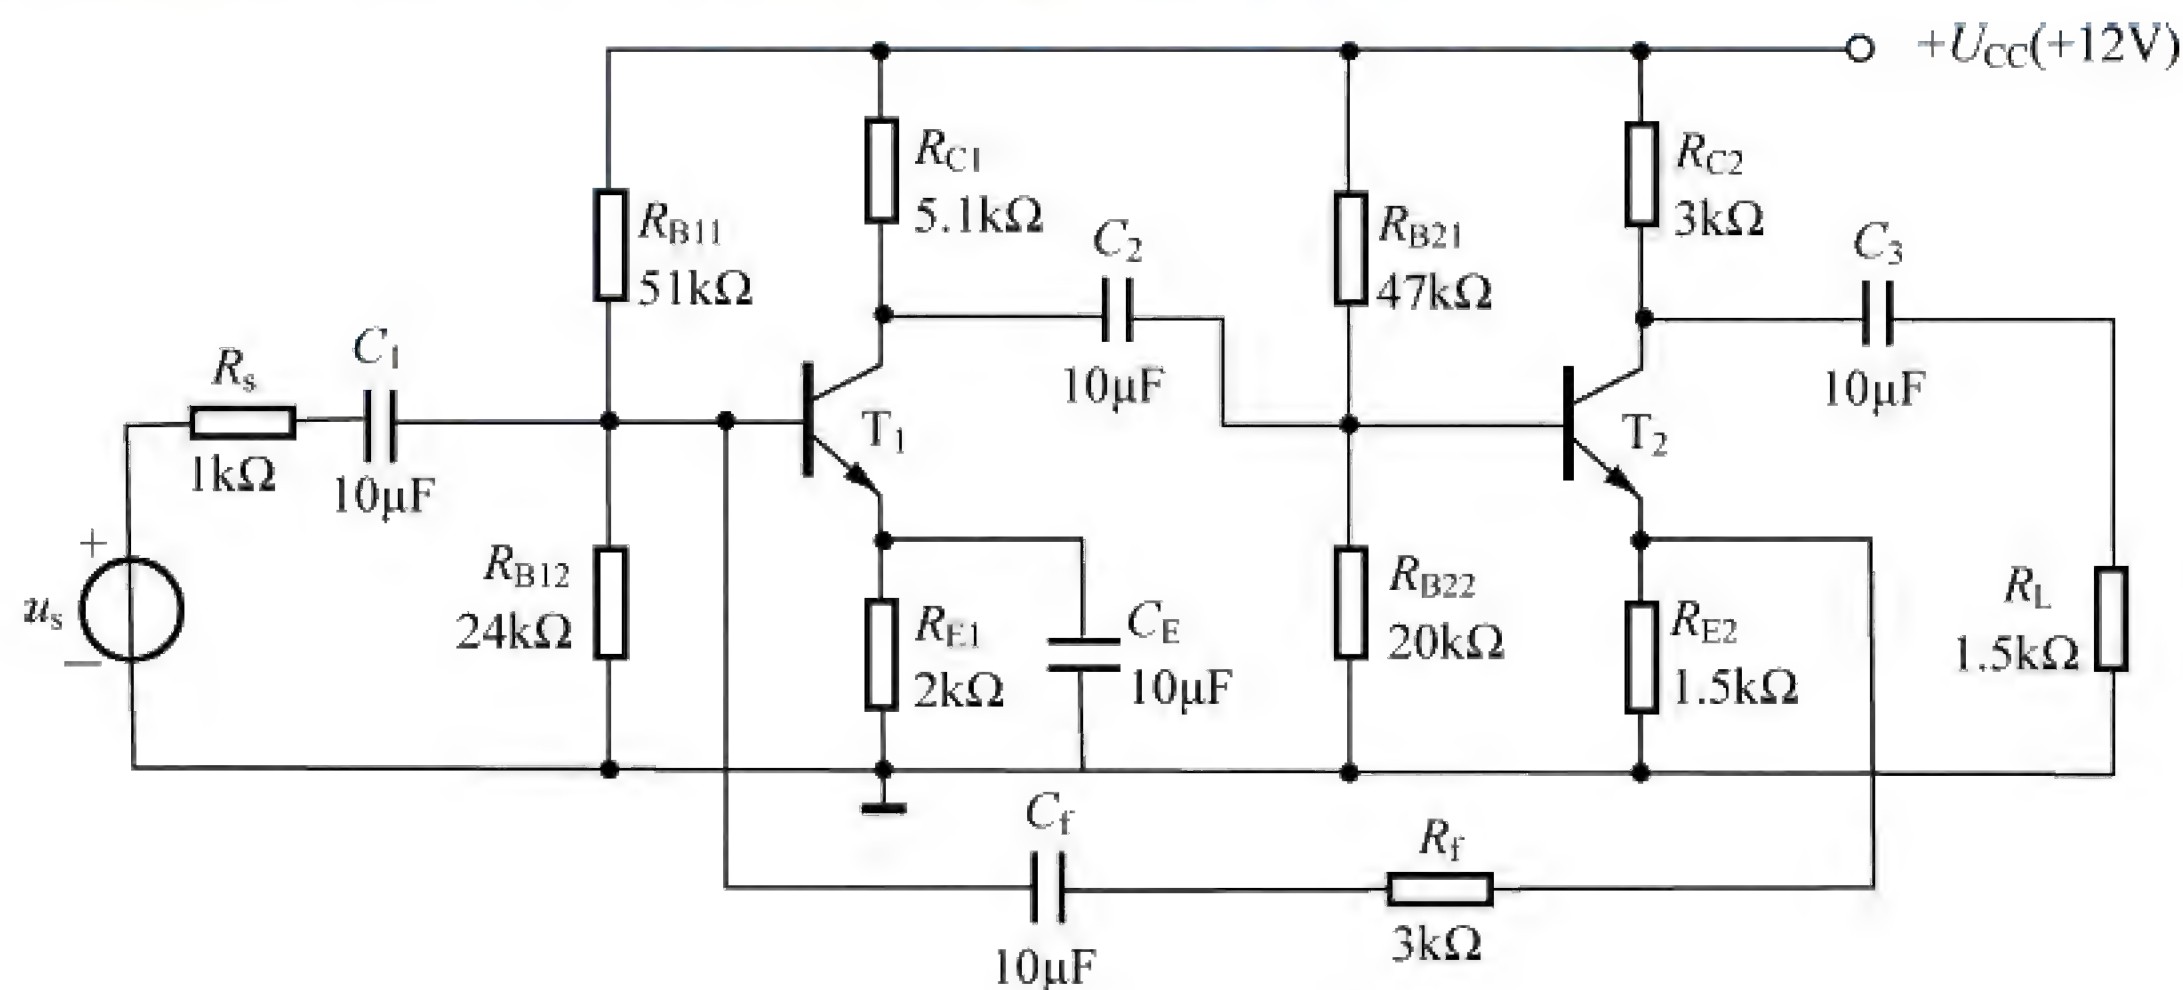 +U_CC(+12V)
R_C1
5.1kΩ
R_C2
3kΩ
R_B11
51kΩ
C_2
10μF
R_B21
47kΩ
C_3
10μF
R_s
1kΩ
C_1
10μF
T_1
T_2
+
u_s
−
R_B12
24kΩ
R_E1
2kΩ
C_E
10μF
R_B22
20kΩ
R_E2
1.5kΩ
R_L
1.5kΩ
C_f
10μF
R_f
3kΩ